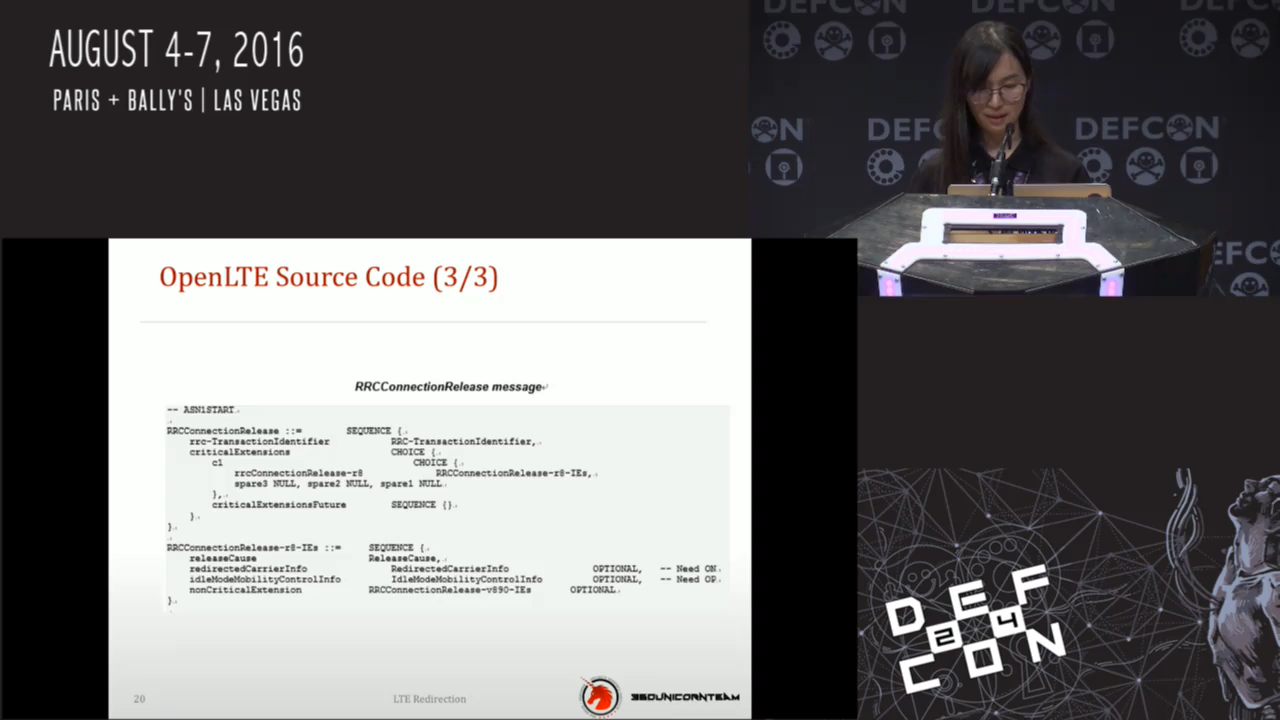 AUGUST 4-7, 2016
PARIS + BALLY'S | LAS VEGAS
DEFCON
DEFCON
OpenLTE Source Code (3/3)
RRCConnectionRelease message
-- ASN1START
RRCConnectionRelease ::= SEQUENCE {
rrc-TransactionIdentifier RRC-TransactionIdentifier,
criticalExtensions CHOICE {
c1 CHOICE {
rrcConnectionRelease-r8 RRCConnectionRelease-r8-IEs,
spare3 NULL, spare2 NULL, spare1 NULL
},
criticalExtensionsFuture SEQUENCE {}
}
}
RRCConnectionRelease-r8-IEs ::= SEQUENCE {
releaseCause ReleaseCause,
redirectedCarrierInfo RedirectedCarrierInfo OPTIONAL, -- Need ON
idleModeMobilityControlInfo IdleModeMobilityControlInfo OPTIONAL, -- Need OP
nonCriticalExtension RRCConnectionRelease-v890-IEs OPTIONAL
}
20
LTE Redirection
360UNICORNTEAM
DEF
24
CON